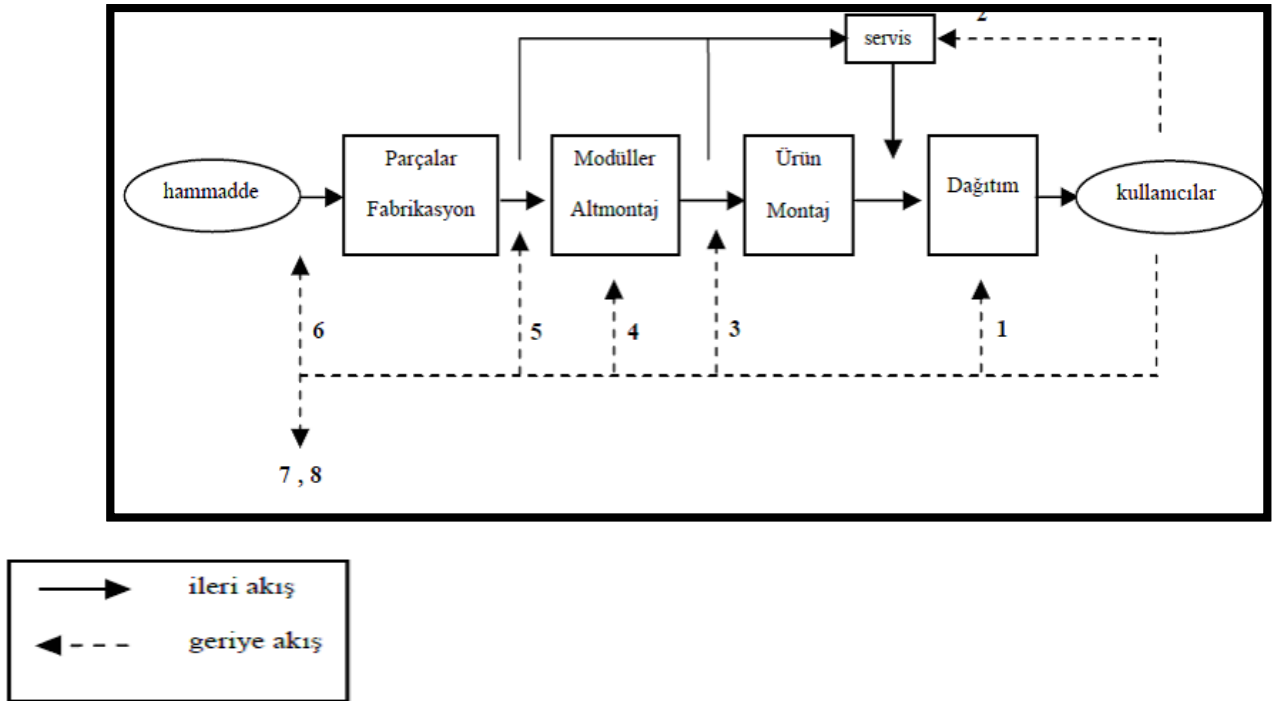 2
servis
hammadde
Parçalar
Fabrikasyon
Modüller
Altmontaj
Ürün
Montaj
Dağıtım
kullanıcılar
6
5
4
3
1
7 , 8
ileri akış
geriye akış